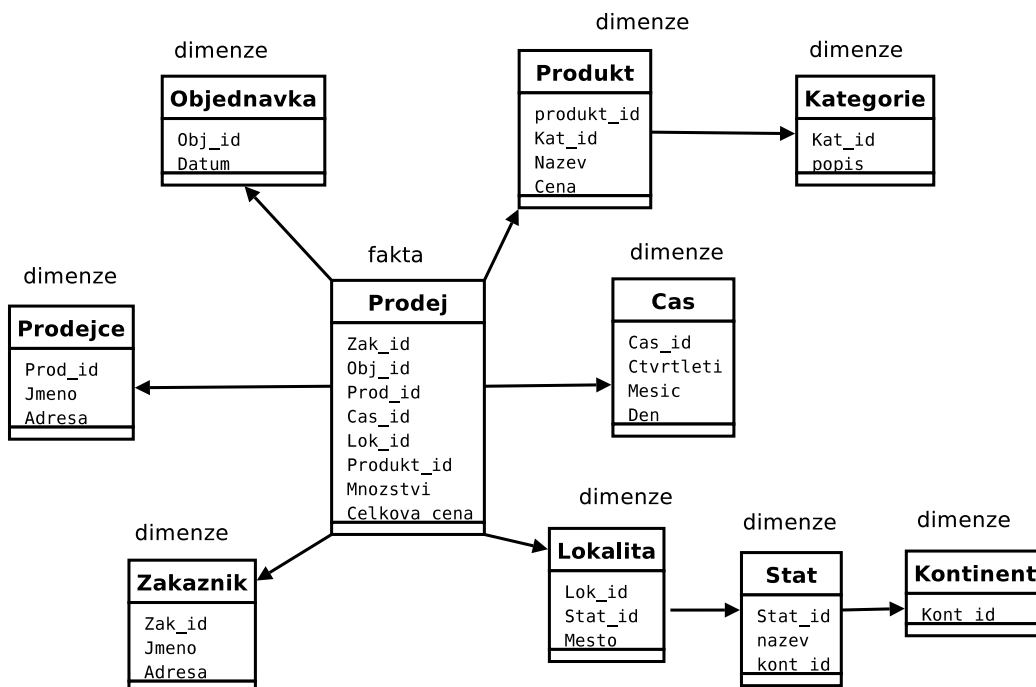 dimenze
Objednavka
Obj_id
Datum
dimenze
Produkt
produkt_id
Kat_id
Nazev
Cena
dimenze
Kategorie
Kat_id
popis
dimenze
Prodejce
Prod_id
Jmeno
Adresa
fakta
Prodej
Zak_id
Obj_id
Prod_id
Cas_id
Lok_id
Produkt_id
Mnozstvi
Celkova_cena
dimenze
Cas
Cas_id
Ctvrtleti
Mesic
Den
dimenze
Zakaznik
Zak_id
Jmeno
Adresa
dimenze
Lokalita
Lok_id
Stat_id
Mesto
dimenze
Stat
Stat_id
nazev
kont_id
dimenze
Kontinent
Kont_id